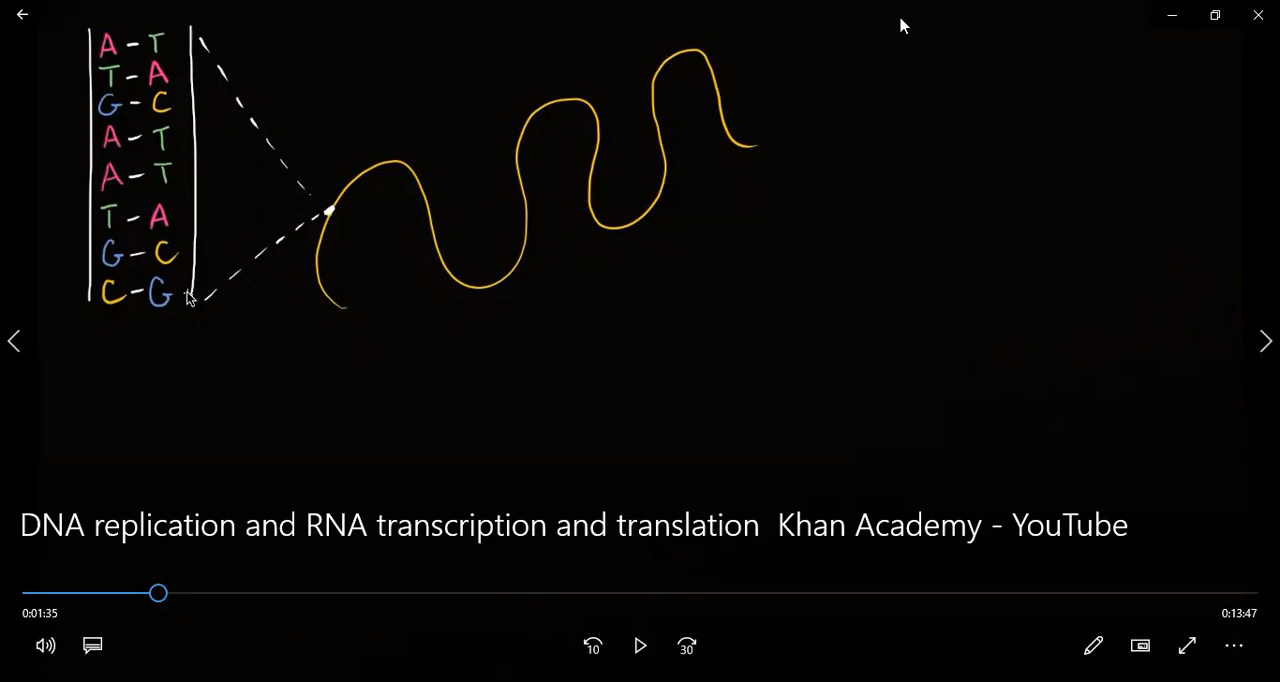 A - T
T - A
G - C
A - T
A - T
T - A
G - C
C - G
DNA replication and RNA transcription and translation  Khan Academy - YouTube
0:01:35
0:13:47
10
30